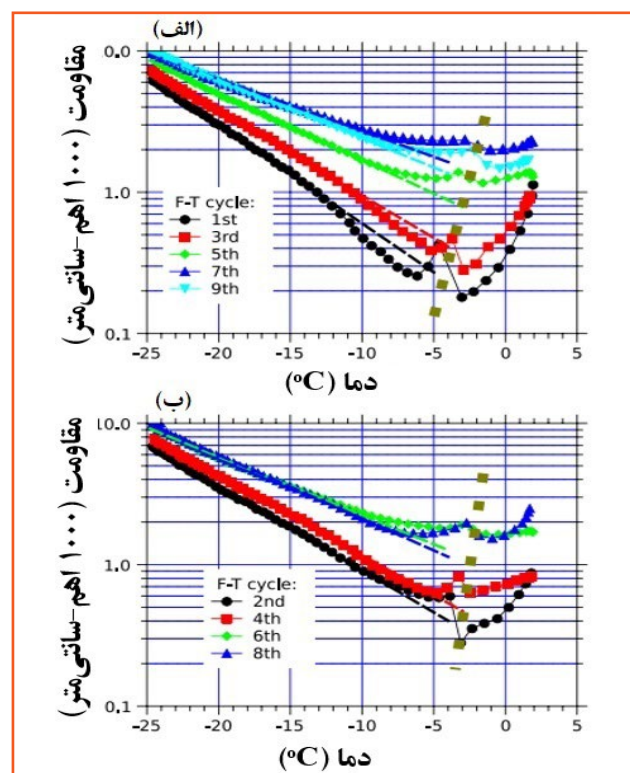 (الف)
مقاومت (۱۰۰۰ اهم-سانتی‌متر)
0.0
1.0
0.1
F-T cycle:
1st
3rd
5th
7th
9th
-25 -20 -15 -10 -5 0 5
دما (°C)
(ب)
مقاومت (۱۰۰۰ اهم-سانتی‌متر)
10.0
1.0
0.1
F-T cycle:
2nd
4th
6th
8th
-25 -20 -15 -10 -5 0 5
دما (°C)